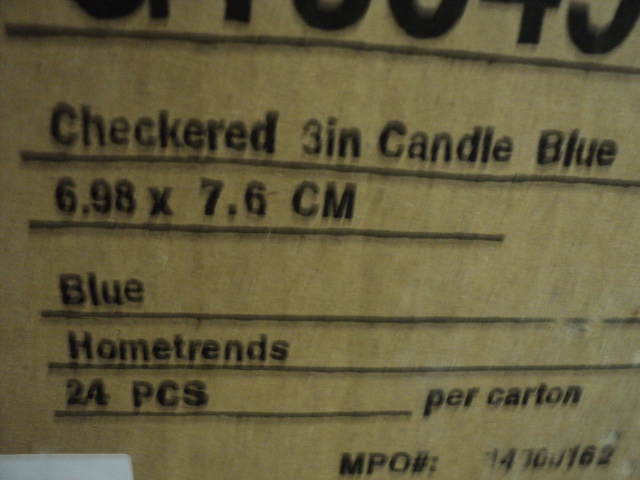 Checkered 3in Candle Blue
6.98 x 7.6 CM
Blue
Hometrends
24 PCS per carton
MPO#: